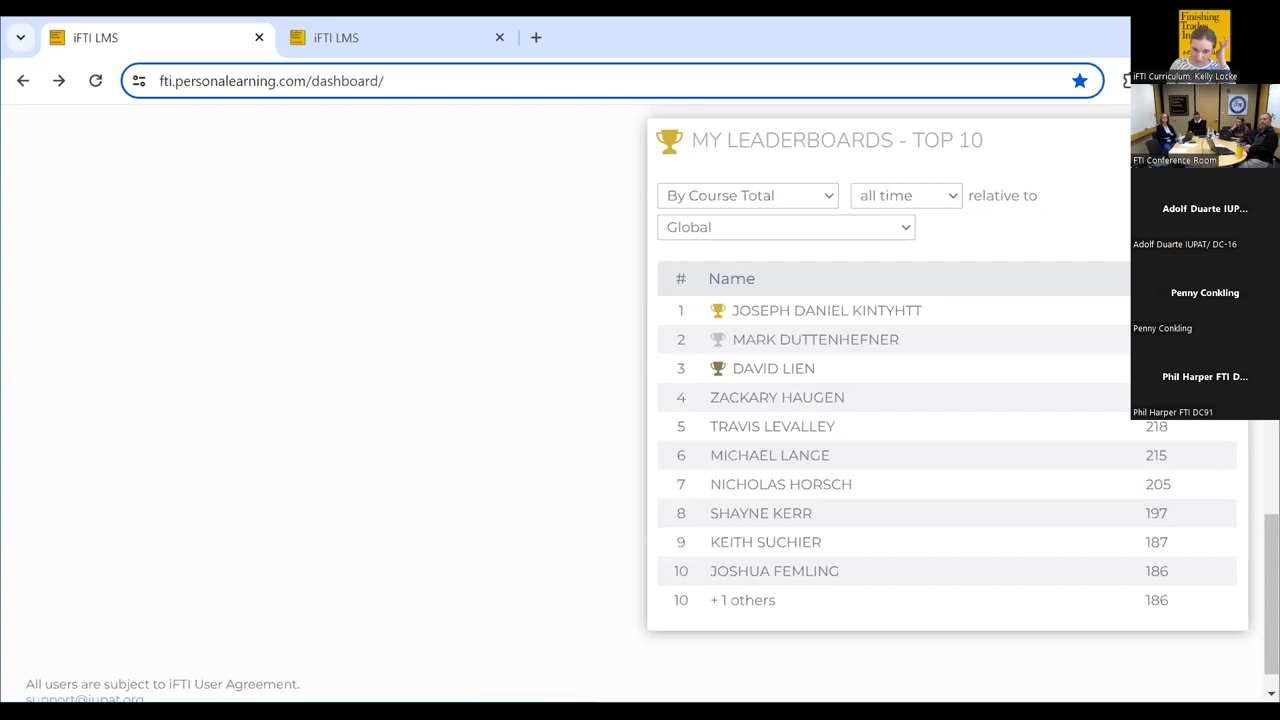 iFTI LMS
iFTI LMS
fti.personalearning.com/dashboard/
MY LEADERBOARDS - TOP 10
By Course Total
all time
relative to
Global
# Name
1 JOSEPH DANIEL KINTYHTT
2 MARK DUTTENHEFNER
3 DAVID LIEN
4 ZACKARY HAUGEN
5 TRAVIS LEVALLEY 218
6 MICHAEL LANGE 215
7 NICHOLAS HORSCH 205
8 SHAYNE KERR 197
9 KEITH SUCHIER 187
10 JOSHUA FEMLING 186
10 + 1 others 186
All users are subject to iFTI User Agreement.
support@iupat.org
Finishing
Trades
iFTI Curriculum, Kelly Locke
FTI Conference Room
Adolf Duarte IUP...
Adolf Duarte IUPAT/ DC-16
Penny Conkling
Penny Conkling
Phil Harper FTI D...
Phil Harper FTI DC91